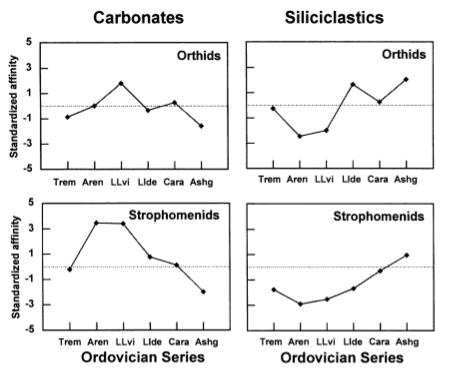 Carbonates Siliciclastics
Orthids Orthids
Standardized affinity
5
3
1
-1
-3
-5
Trem Aren LLvi Llde Cara Ashg Trem Aren LLvi Llde Cara Ashg
Strophomenids Strophomenids
Standardized affinity
5
3
1
-1
-3
-5
Trem Aren LLvi Llde Cara Ashg Trem Aren LLvi Llde Cara Ashg
Ordovician Series Ordovician Series